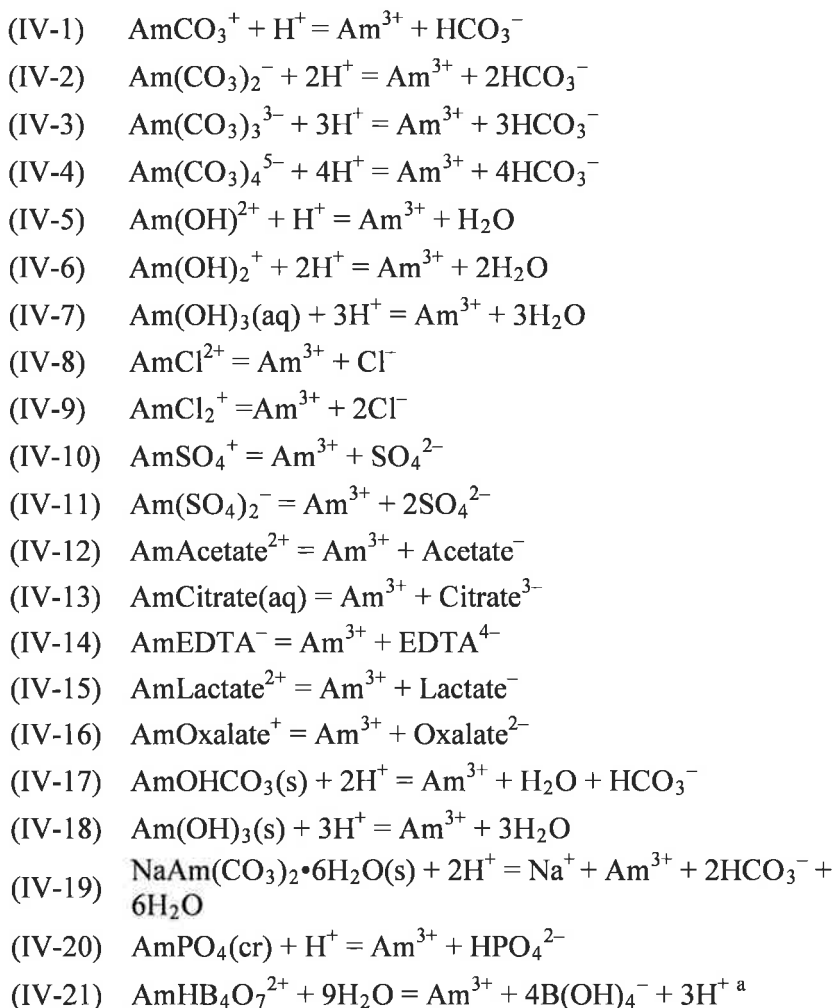 (IV-1) AmCO₃⁺ + H⁺ = Am³⁺ + HCO₃⁻
(IV-2) Am(CO₃)₂⁻ + 2H⁺ = Am³⁺ + 2HCO₃⁻
(IV-3) Am(CO₃)₃³⁻ + 3H⁺ = Am³⁺ + 3HCO₃⁻
(IV-4) Am(CO₃)₄⁵⁻ + 4H⁺ = Am³⁺ + 4HCO₃⁻
(IV-5) Am(OH)²⁺ + H⁺ = Am³⁺ + H₂O
(IV-6) Am(OH)₂⁺ + 2H⁺ = Am³⁺ + 2H₂O
(IV-7) Am(OH)₃(aq) + 3H⁺ = Am³⁺ + 3H₂O
(IV-8) AmCl²⁺ = Am³⁺ + Cl⁻
(IV-9) AmCl₂⁺ =Am³⁺ + 2Cl⁻
(IV-10) AmSO₄⁺ = Am³⁺ + SO₄²⁻
(IV-11) Am(SO₄)₂⁻ = Am³⁺ + 2SO₄²⁻
(IV-12) AmAcetate²⁺ = Am³⁺ + Acetate⁻
(IV-13) AmCitrate(aq) = Am³⁺ + Citrate³⁻
(IV-14) AmEDTA⁻ = Am³⁺ + EDTA⁴⁻
(IV-15) AmLactate²⁺ = Am³⁺ + Lactate⁻
(IV-16) AmOxalate⁺ = Am³⁺ + Oxalate²⁻
(IV-17) AmOHCO₃(s) + 2H⁺ = Am³⁺ + H₂O + HCO₃⁻
(IV-18) Am(OH)₃(s) + 3H⁺ = Am³⁺ + 3H₂O
(IV-19) NaAm(CO₃)₂•6H₂O(s) + 2H⁺ = Na⁺ + Am³⁺ + 2HCO₃⁻ +
6H₂O
(IV-20) AmPO₄(cr) + H⁺ = Am³⁺ + HPO₄²⁻
(IV-21) AmHB₄O₇²⁺ + 9H₂O = Am³⁺ + 4B(OH)₄⁻ + 3H⁺ ᵃ